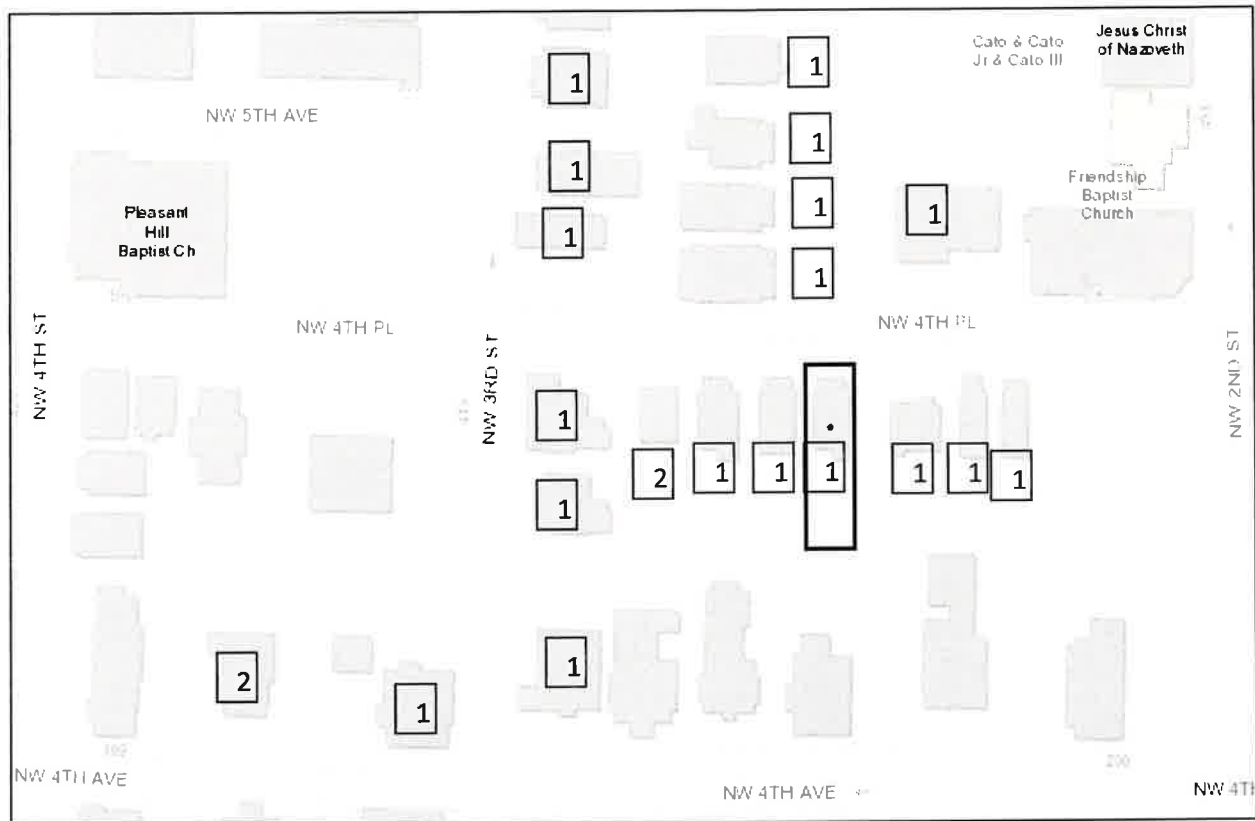 Jesus Christ
of Nazoveth
Cato & Cato
Jr & Cato III
1
1
NW 5TH AVE
1
1
Friendship
Baptist
Church
1
1
Pleasant
Hill
Baptist Ch
1
1
1
NW 4TH PL
NW 4TH PL
NW 4TH ST
NW 3RD ST
NW 2ND ST
1
2
1
1
1
1
1
1
1
1
2
1
200
NW 4TH AVE
NW 4TH AVE
NW 4TH